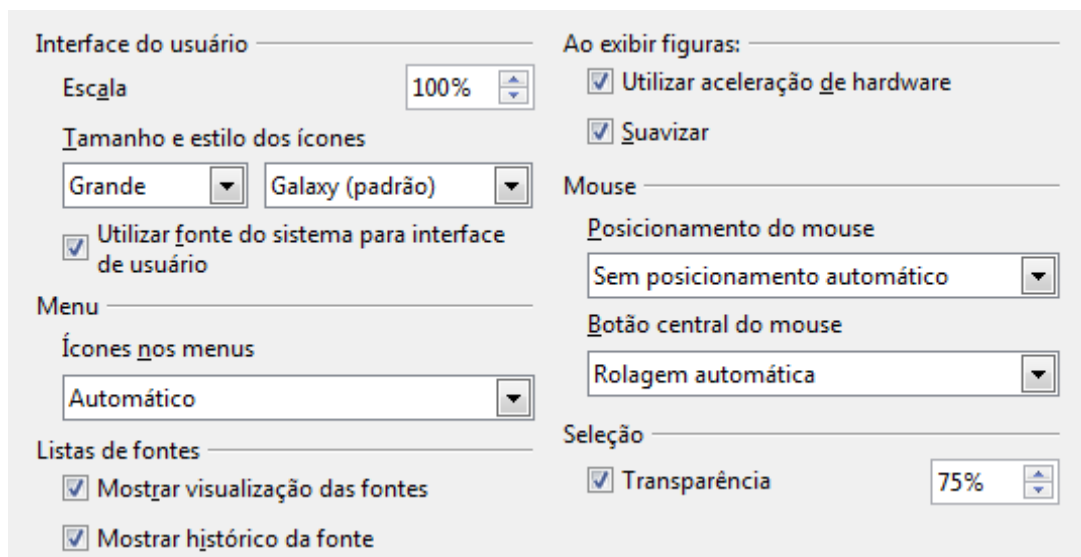 Interface do usuário
Escala
100%
Tamanho e estilo dos ícones
Grande
Galaxy (padrão)
Utilizar fonte do sistema para interface
de usuário
Menu
Ícones nos menus
Automático
Listas de fontes
Mostrar visualização das fontes
Mostrar histórico da fonte
Ao exibir figuras:
Utilizar aceleração de hardware
Suavizar
Mouse
Posicionamento do mouse
Sem posicionamento automático
Botão central do mouse
Rolagem automática
Seleção
Transparência
75%